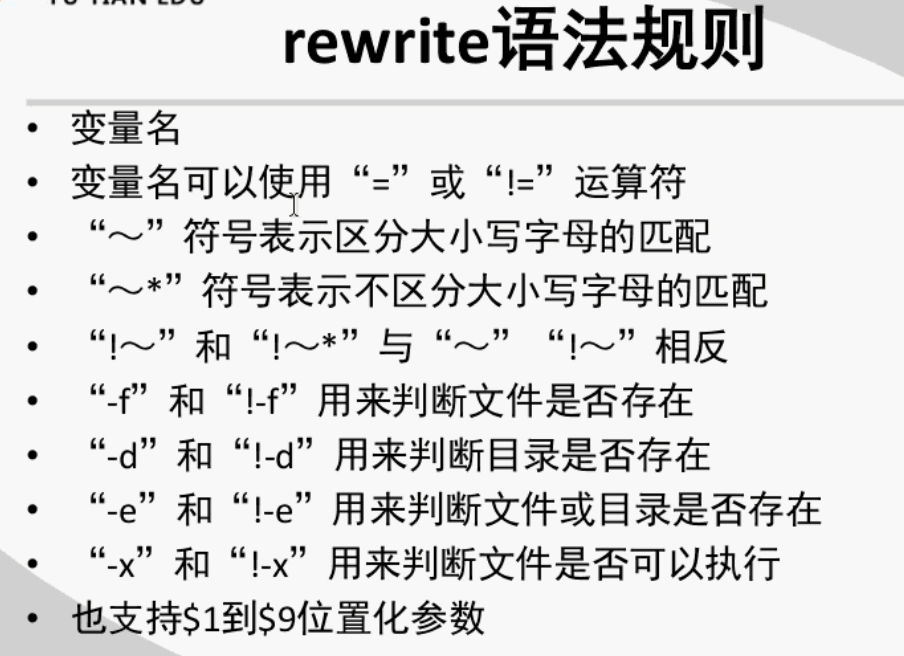 YU TIAN EDU
rewrite语法规则
• 变量名
• 变量名可以使用“=”或“!=”运算符
• “～”符号表示区分大小写字母的匹配
• “～*”符号表示不区分大小写字母的匹配
• “!～”和“!～*”与“～” “!～”相反
• “-f”和“!-f”用来判断文件是否存在
• “-d”和“!-d”用来判断目录是否存在
• “-e”和“!-e”用来判断文件或目录是否存在
• “-x”和“!-x”用来判断文件是否可以执行
• 也支持$1到$9位置化参数